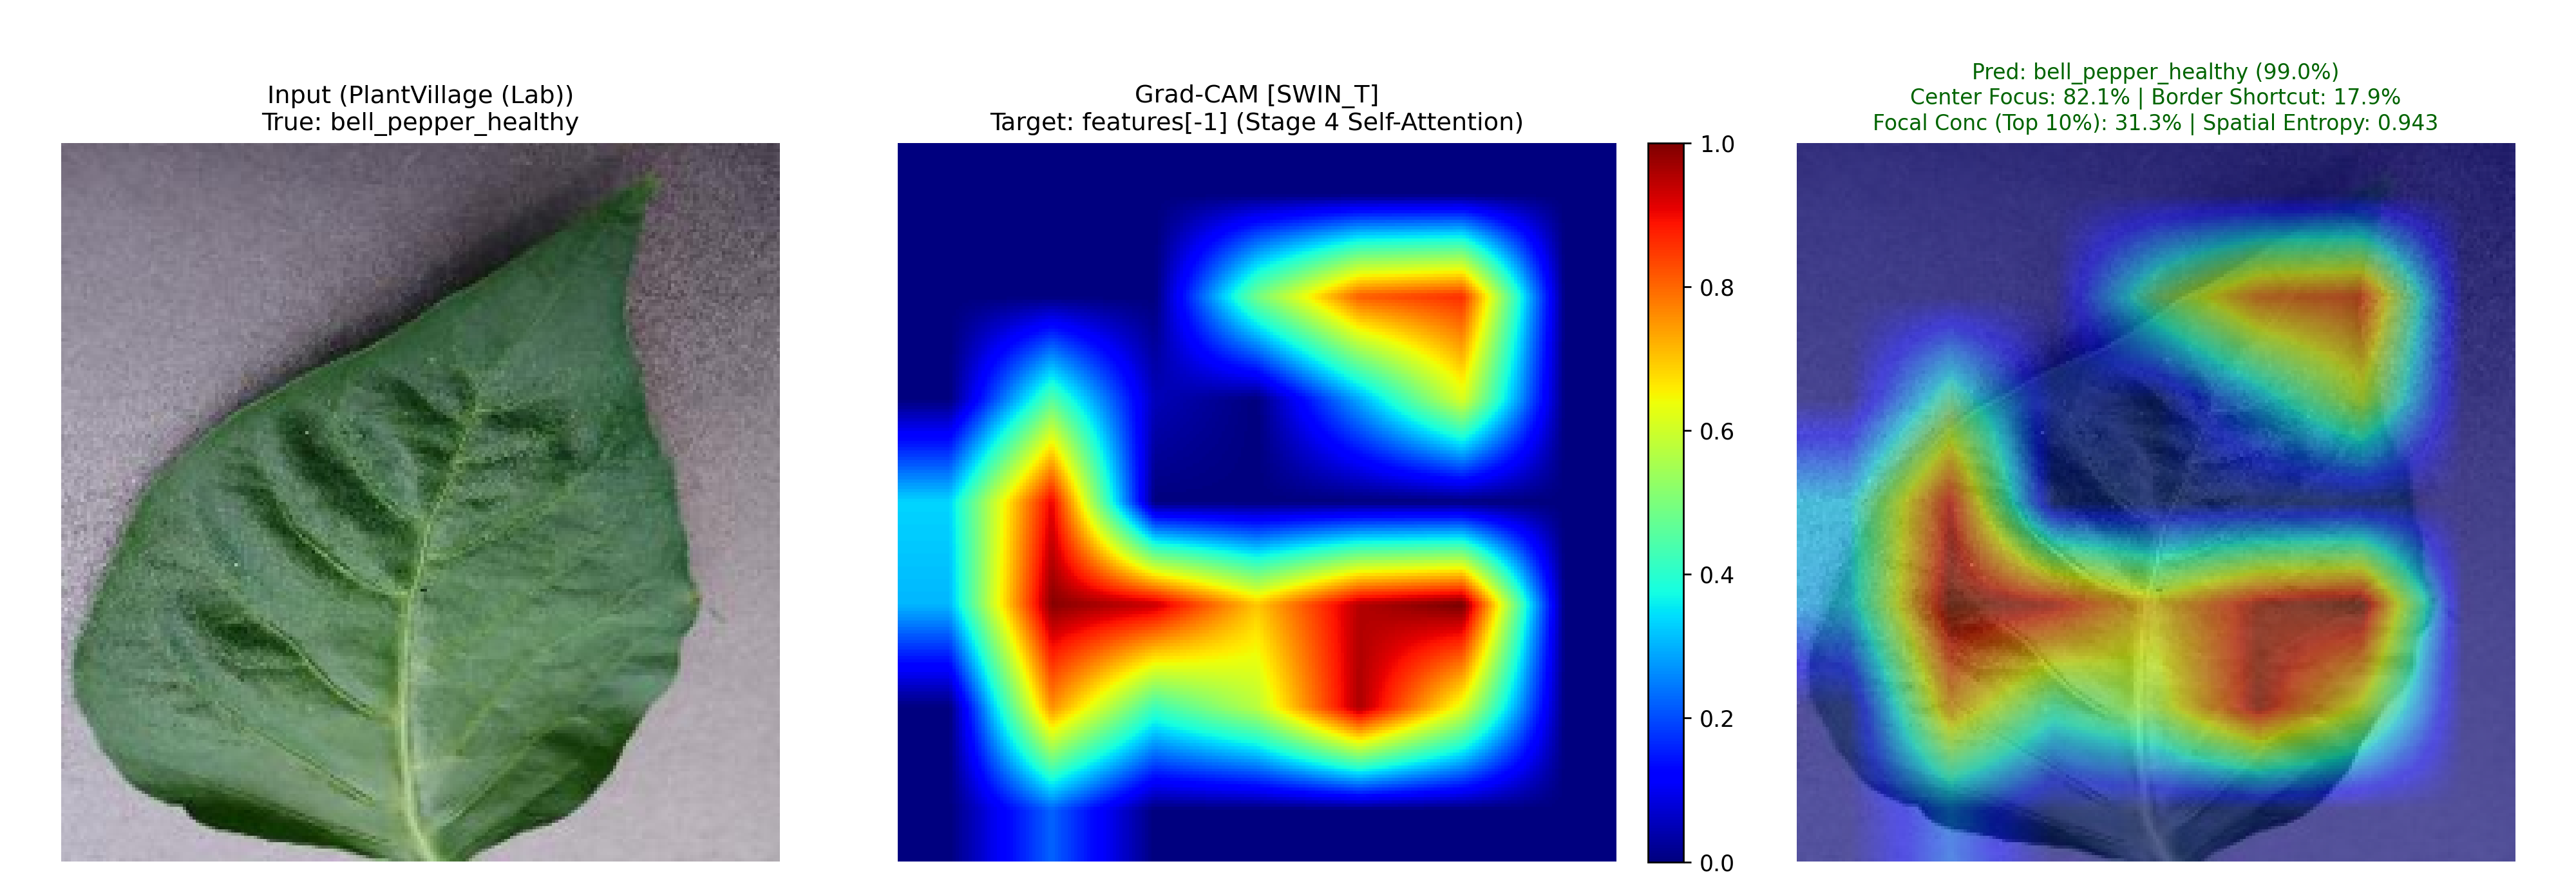 Input (PlantVillage (Lab))
True: bell_pepper_healthy
Grad-CAM [SWIN_T]
Target: features[-1] (Stage 4 Self-Attention)
1.0
0.8
0.6
0.4
0.2
0.0
Pred: bell_pepper_healthy (99.0%)
Center Focus: 82.1% | Border Shortcut: 17.9%
Focal Conc (Top 10%): 31.3% | Spatial Entropy: 0.943